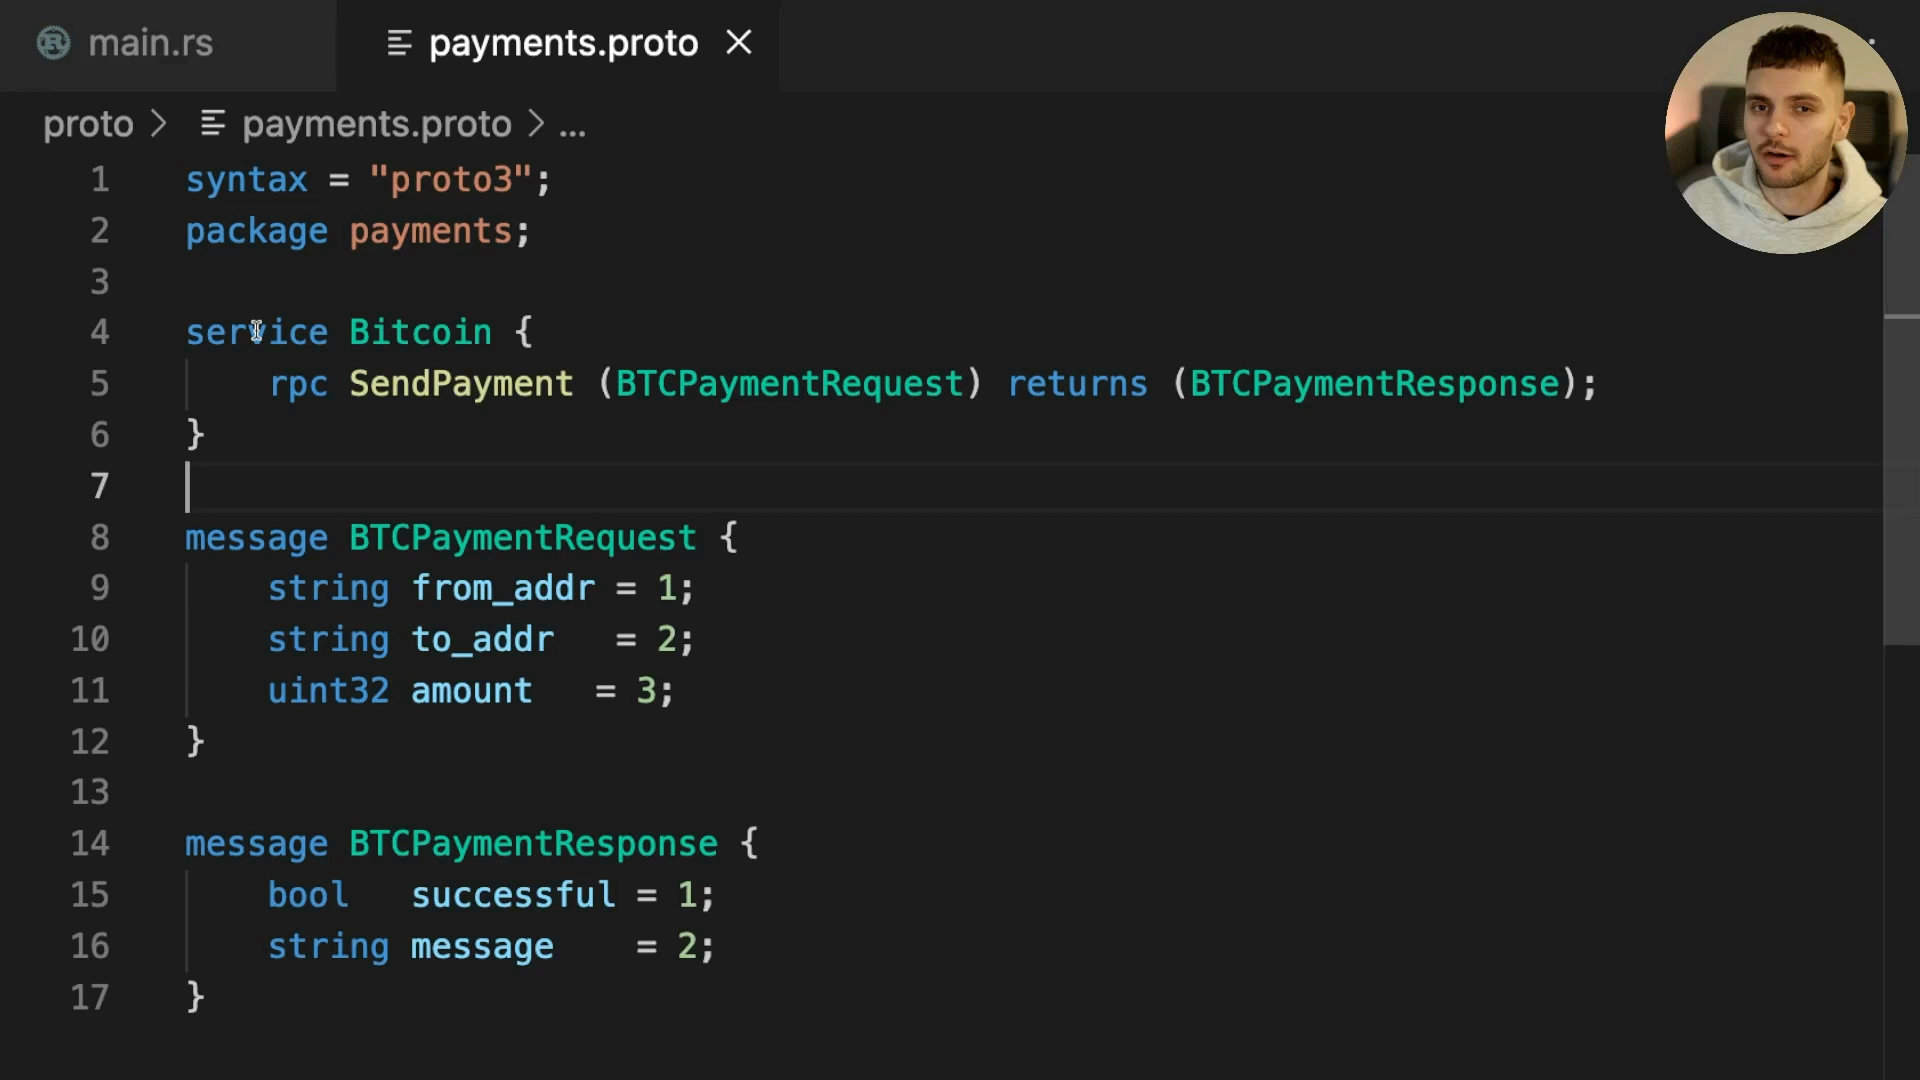 main.rs payments.proto
proto > payments.proto > ...
1 syntax = "proto3";
2 package payments;
3
4 service Bitcoin {
5 rpc SendPayment (BTCPaymentRequest) returns (BTCPaymentResponse);
6 }
7
8 message BTCPaymentRequest {
9 string from_addr = 1;
10 string to_addr   = 2;
11 uint32 amount   = 3;
12 }
13
14 message BTCPaymentResponse {
15 bool   successful = 1;
16 string message    = 2;
17 }